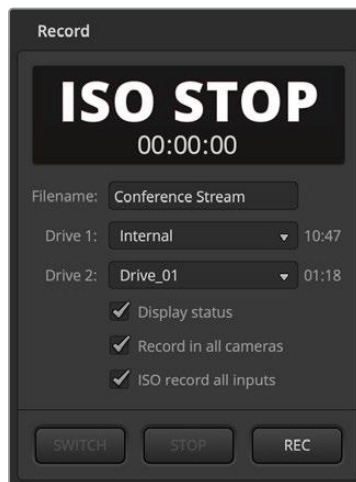 Record
ISO STOP
00:00:00
Filename: Conference Stream
Drive 1: Internal 10:47
Drive 2: Drive_01 01:18
Display status
Record in all cameras
ISO record all inputs
SWITCH STOP REC